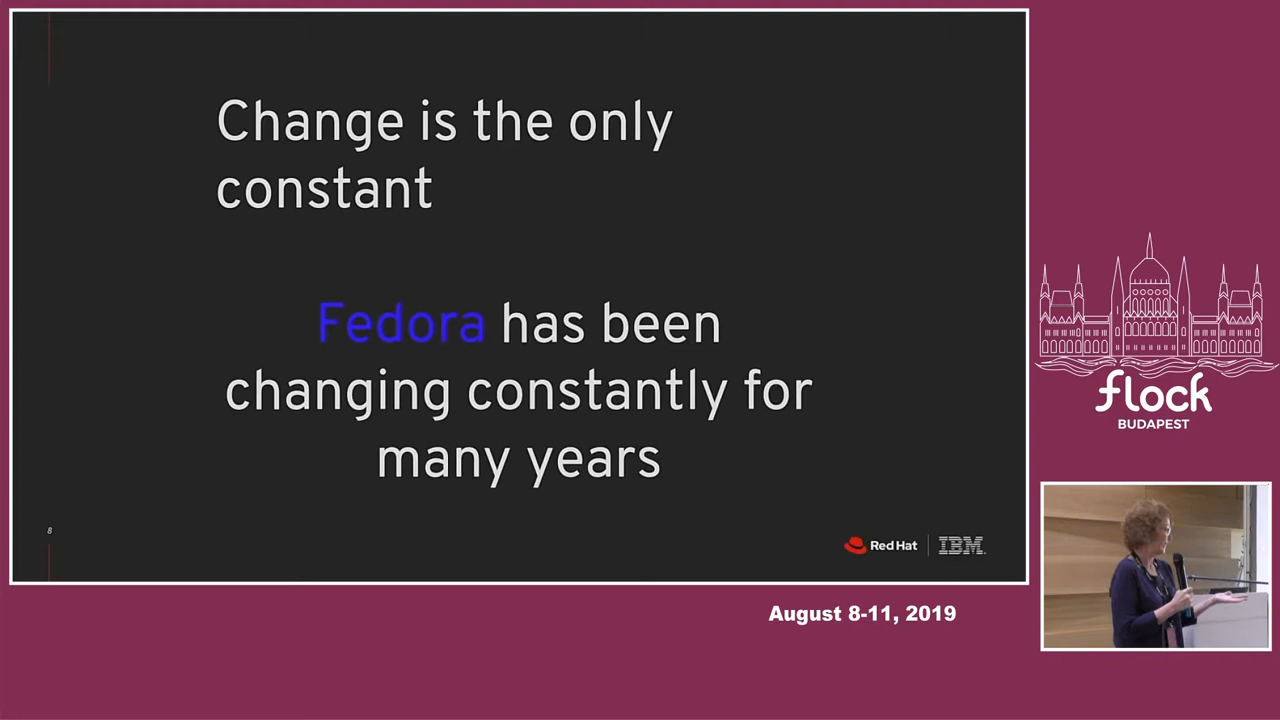 Change is the only
constant
Fedora has been
changing constantly for
many years
8
Red Hat
IBM.
flock
BUDAPEST
August 8-11, 2019